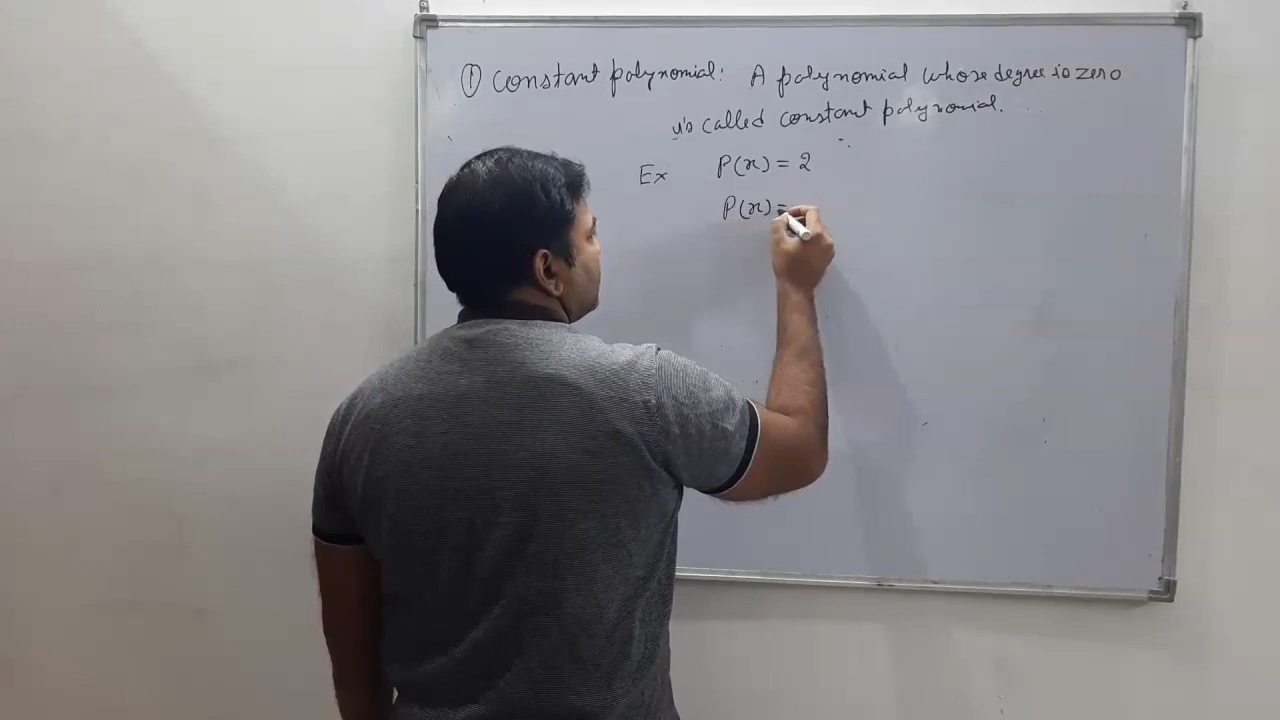 ① Constant polynomial: A polynomial whose degree is zero
is called constant polynomial.
Ex P(x) = 2
P(x) =